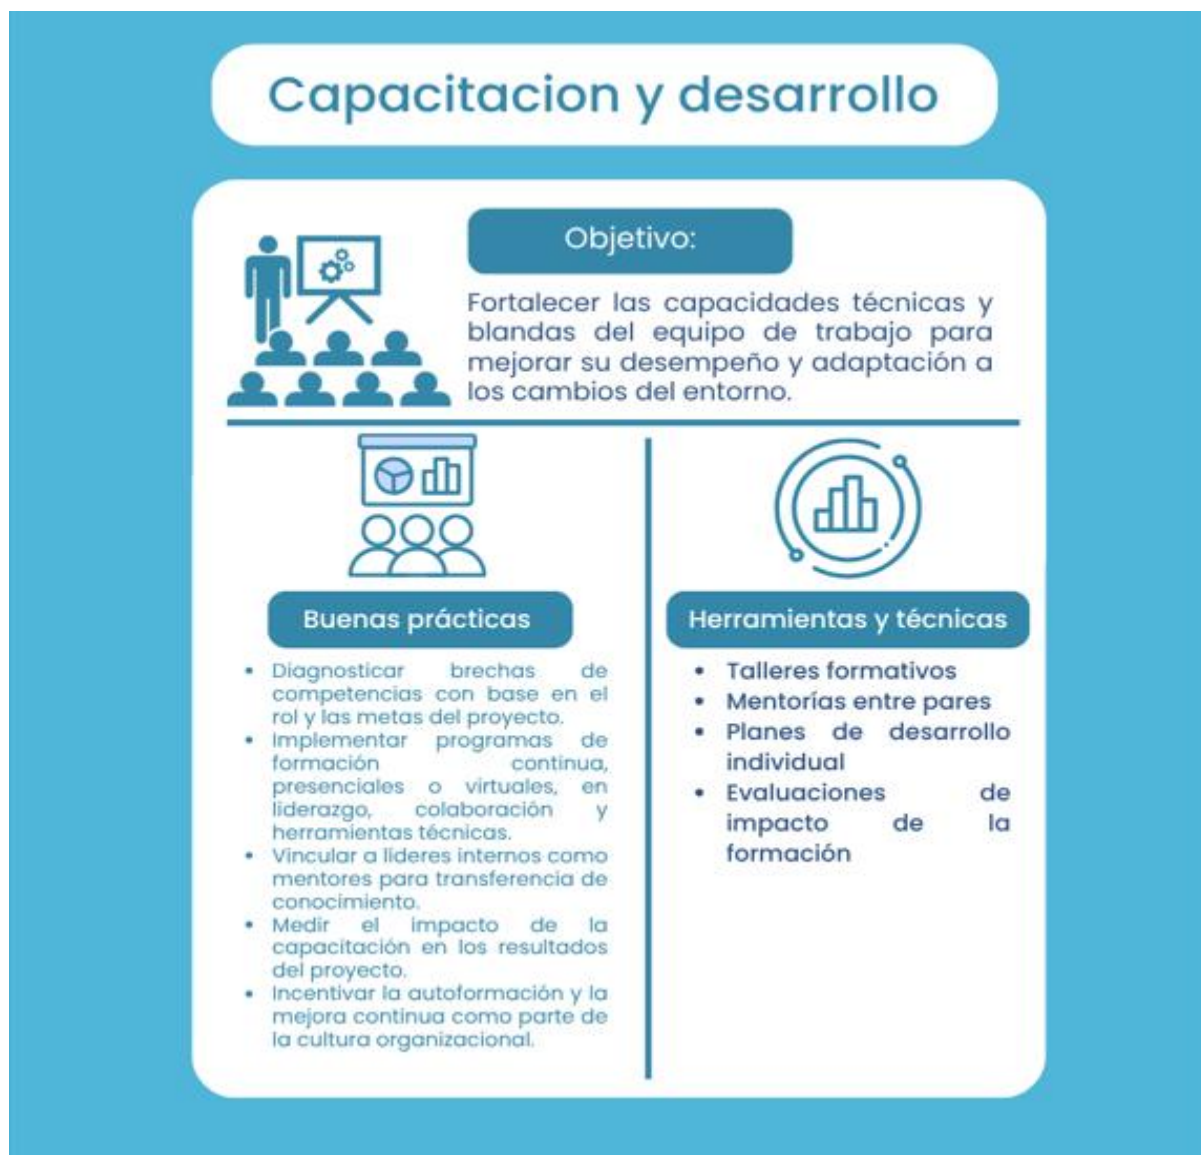 Capacitacion y desarrollo
Objetivo:
Fortalecer las capacidades técnicas y
blandas del equipo de trabajo para
mejorar su desempeño y adaptación a
los cambios del entorno.
Buenas prácticas
• Diagnosticar brechas de
competencias con base en el
rol y las metas del proyecto.
• Implementar programas de
formación continua,
presenciales o virtuales, en
liderazgo, colaboración y
herramientas técnicas.
• Vincular a líderes internos como
mentores para transferencia de
conocimiento.
• Medir el impacto de la
capacitación en los resultados
del proyecto.
• Incentivar la autoformación y la
mejora continua como parte de
la cultura organizacional.
Herramientas y técnicas
• Talleres formativos
• Mentorías entre pares
• Planes de desarrollo
individual
• Evaluaciones de
impacto de la
formación